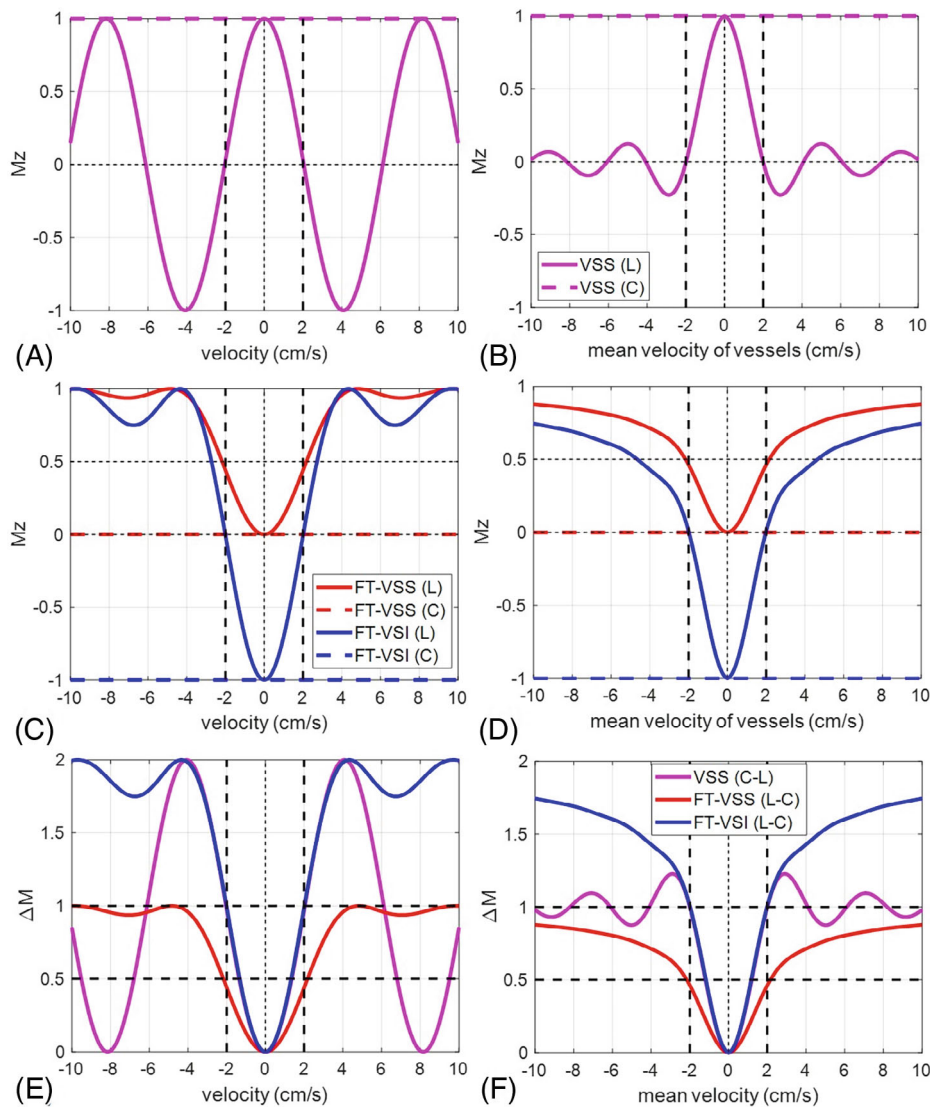 1
0.5
Mz
0
-0.5
-1
-10 -8 -6 -4 -2 0 2 4 6 8 10
(A)
velocity (cm/s)
1
0.5
Mz
0
-0.5
VSS (L)
VSS (C)
-1
-10 -8 -6 -4 -2 0 2 4 6 8 10
(B)
mean velocity of vessels (cm/s)
1
0.5
Mz
0
-0.5
FT-VSS (L)
FT-VSS (C)
FT-VSI (L)
FT-VSI (C)
-1
-10 -8 -6 -4 -2 0 2 4 6 8 10
(C)
velocity (cm/s)
1
0.5
Mz
0
-0.5
-1
-10 -8 -6 -4 -2 0 2 4 6 8 10
(D)
mean velocity of vessels (cm/s)
2
1
ΔM
0.5
0
-10 -8 -6 -4 -2 0 2 4 6 8 10
(E)
velocity (cm/s)
2
VSS (C-L)
FT-VSS (L-C)
FT-VSI (L-C)
1.5
ΔM
1
0.5
0
-10 -8 -6 -4 -2 0 2 4 6 8 10
(F)
mean velocity (cm/s)